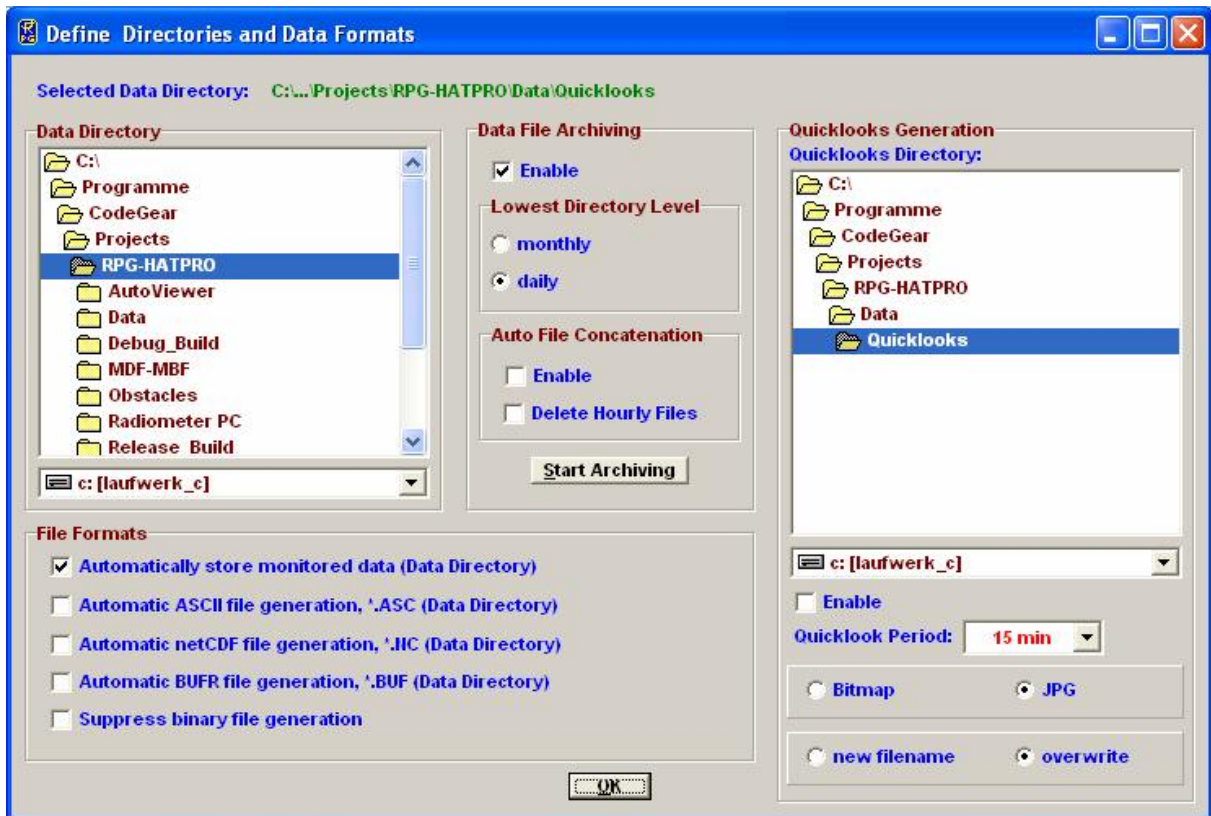 Define Directories and Data Formats
Selected Data Directory: C:\...\Projects\RPG-HATPRO\Data\Quicklooks
Data Directory
C:\
Programme
CodeGear
Projects
RPG-HATPRO
AutoViewer
Data
Debug_Build
MDF-MBF
Obstacles
Radiometer PC
Release_Build
c: [laufwerk_c]
Data File Archiving
Enable
Lowest Directory Level
monthly
daily
Auto File Concatenation
Enable
Delete Hourly Files
Start Archiving
Quicklooks Generation
Quicklooks Directory:
C:\
Programme
CodeGear
Projects
RPG-HATPRO
Data
Quicklooks
c: [laufwerk_c]
Enable
Quicklook Period: 15 min
Bitmap JPG
new filename overwrite
File Formats
Automatically store monitored data (Data Directory)
Automatic ASCII file generation, *.ASC (Data Directory)
Automatic netCDF file generation, *.NC (Data Directory)
Automatic BUFR file generation, *.BUF (Data Directory)
Suppress binary file generation
OK